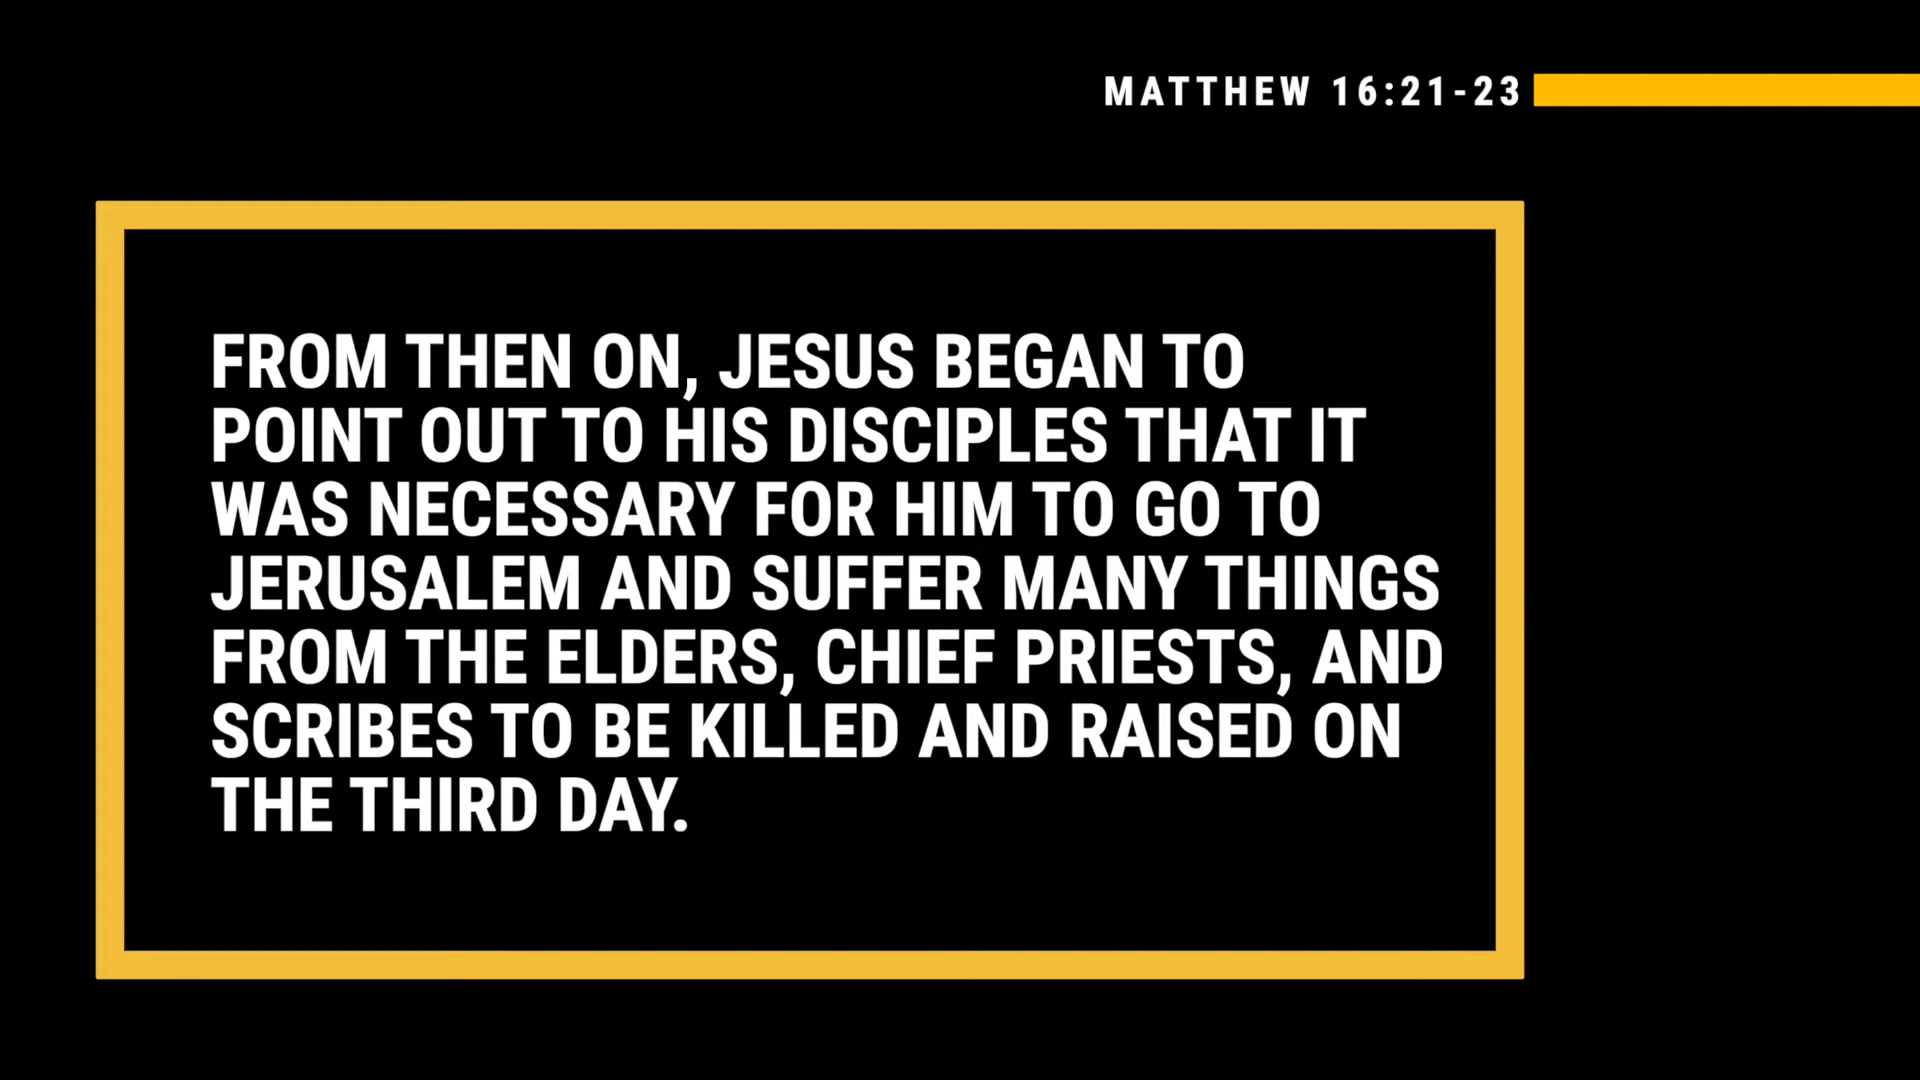 MATTHEW 16:21-23
FROM THEN ON, JESUS BEGAN TO
POINT OUT TO HIS DISCIPLES THAT IT
WAS NECESSARY FOR HIM TO GO TO
JERUSALEM AND SUFFER MANY THINGS
FROM THE ELDERS, CHIEF PRIESTS, AND
SCRIBES TO BE KILLED AND RAISED ON
THE THIRD DAY.